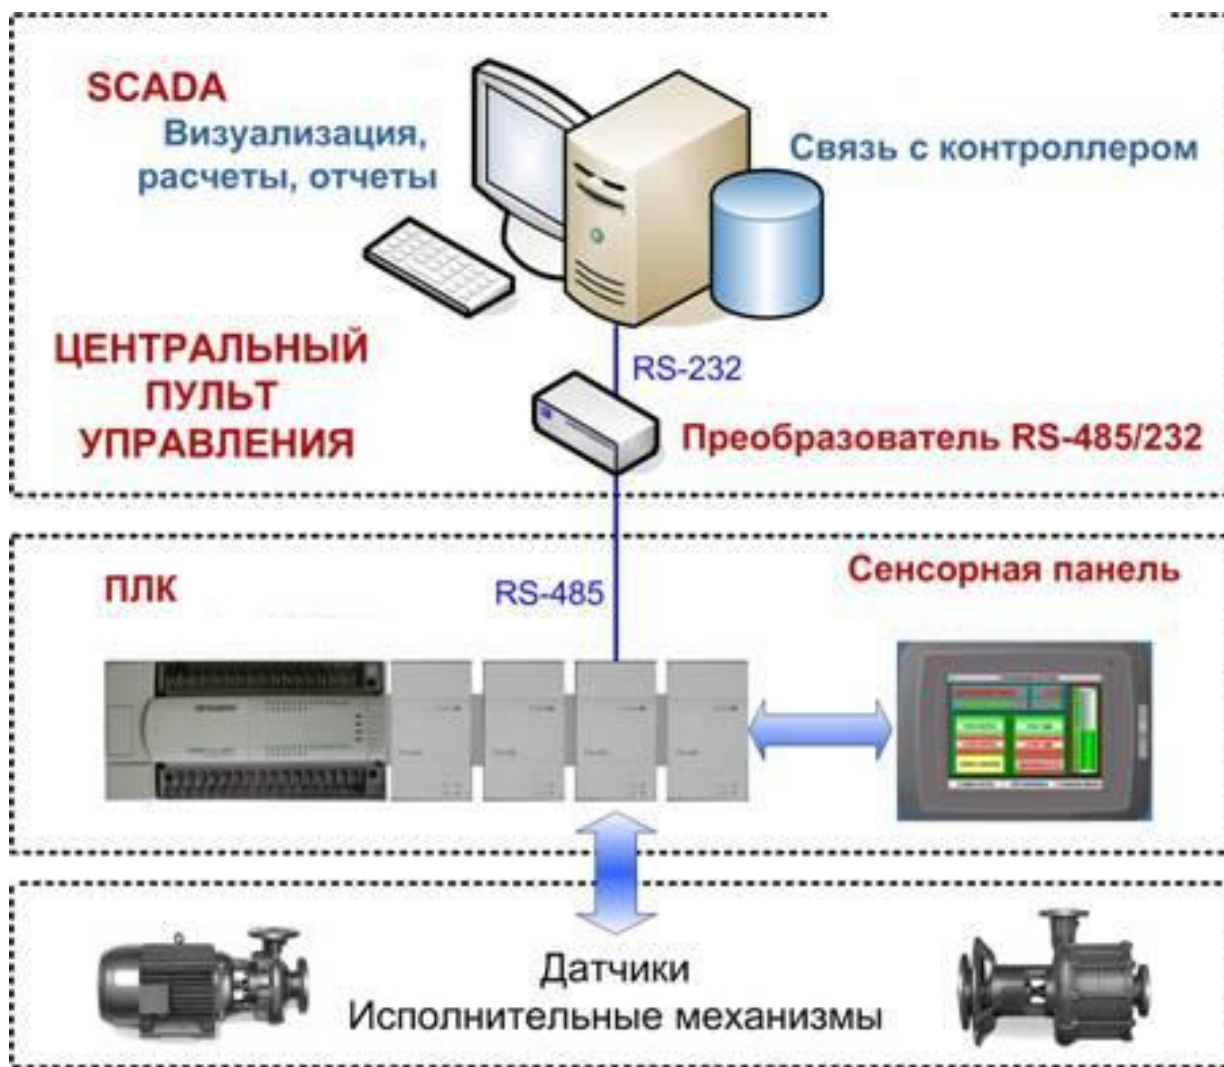 SCADA
Визуализация,
расчеты, отчеты
Связь с контроллером
ЦЕНТРАЛЬНЫЙ
ПУЛЬТ
УПРАВЛЕНИЯ
RS-232
Преобразователь RS-485/232
ПЛК
RS-485
Сенсорная панель
Датчики
Исполнительные механизмы